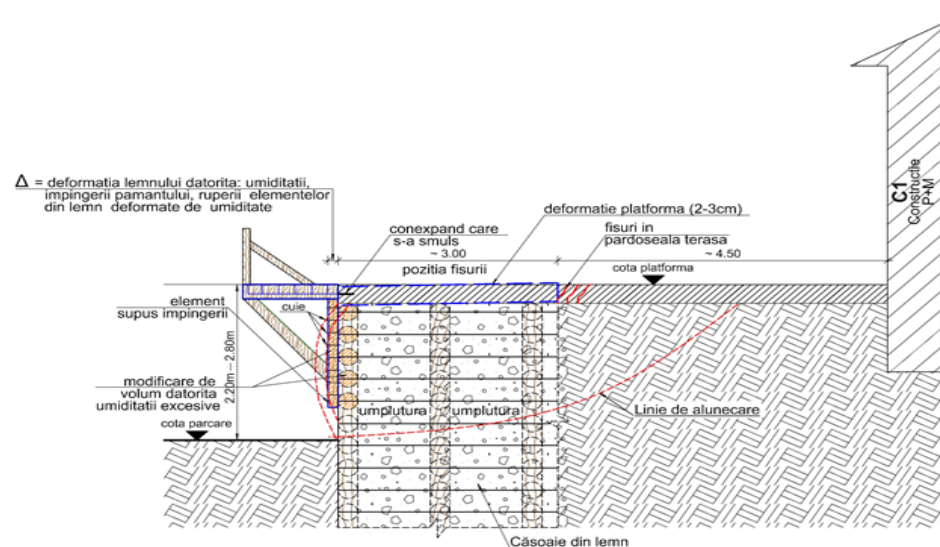 Δ = deformatia lemnului datorita: umiditatii,
impingerii pamantului, ruperii elementelor
din lemn deformate de umiditate
conexpand care
s-a smuls
~ 3.00
pozitia fisurii
deformatie platforma (2-3cm)
fisuri in
pardoseala terasa
~ 4.50
cota platforma
C1
Constructie
P+M
element
supus impingerii
cuie
2.20m – 2.80m
modificare de
volum datorita
umiditatii excesive
cota parcare
umplutura
umplutura
Linie de alunecare
Căsoaie din lemn